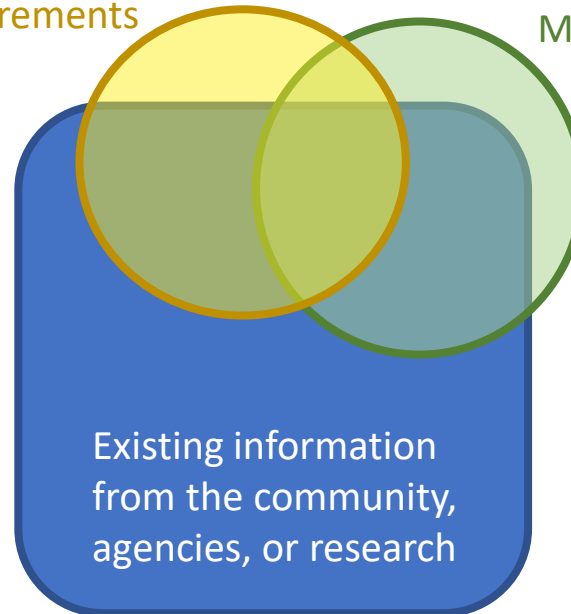 rements
M
Existing information
from the community,
agencies, or research